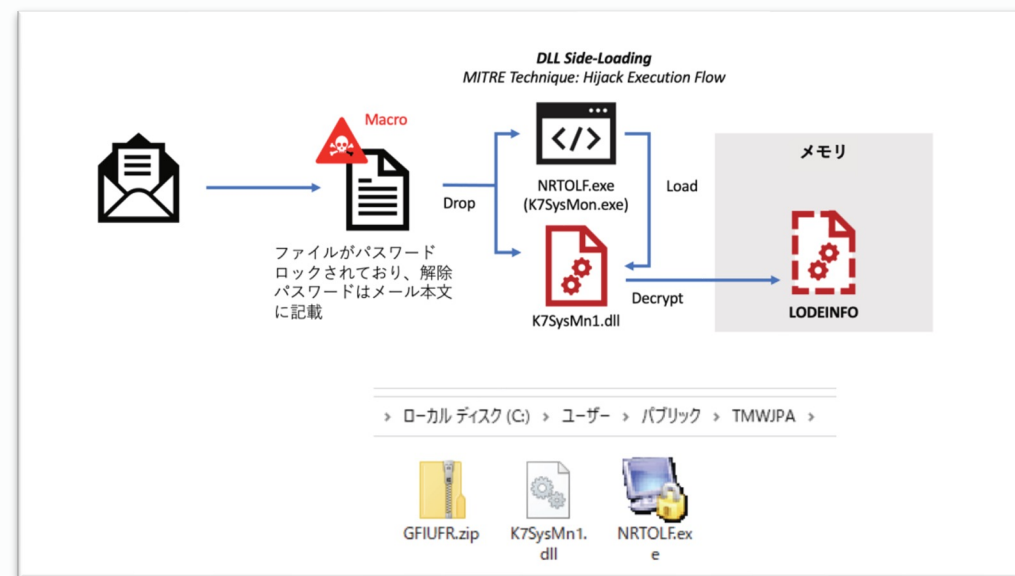 DLL Side-Loading
MITRE Technique: Hijack Execution Flow
Macro
ファイルがパスワード
ロックされており、解除
パスワードはメール本文
に記載
Drop
NRTOLF.exe
(K7SysMon.exe)
Load
K7SysMn1.dll
Decrypt
メモリ
LODEINFO
› ローカル ディスク (C:) › ユーザー › パブリック › TMWJPA ›
GFIUFR.zip
K7SysMn1.
dll
NRTOLF.ex
e